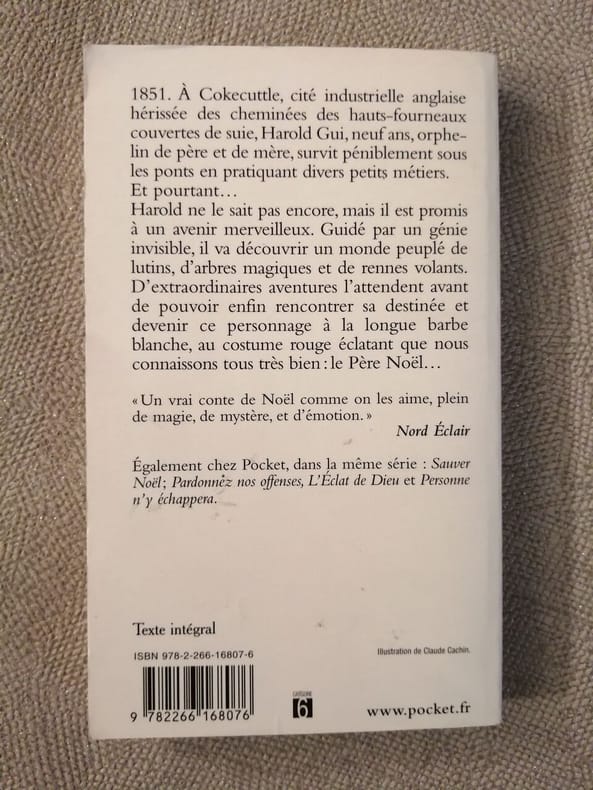 1851. À Cokecuttle, cité industrielle anglaise
hérissée des cheminées des hauts-fourneaux
couvertes de suie, Harold Gui, neuf ans, orphe-
lin de père et de mère, survit péniblement sous
les ponts en pratiquant divers petits métiers.
Et pourtant…
Harold ne le sait pas encore, mais il est promis
à un avenir merveilleux. Guidé par un génie
invisible, il va découvrir un monde peuplé de
lutins, d'arbres magiques et de rennes volants.
D'extraordinaires aventures l'attendent avant
de pouvoir enfin rencontrer sa destinée et
devenir ce personnage à la longue barbe
blanche, au costume rouge éclatant que nous
connaissons tous très bien : le Père Noël…
« Un vrai conte de Noël comme on les aime, plein
de magie, de mystère, et d'émotion. »
Nord Éclair
Également chez Pocket, dans la même série : Sauver
Noël ; Pardonnez nos offenses, L'Éclat de Dieu et Personne
n'y échappera.
Texte intégral
ISBN 978-2-266-16807-6
Illustration de Claude Cachin.
9 782266 168076
CATÉGORIE
6
www.pocket.fr